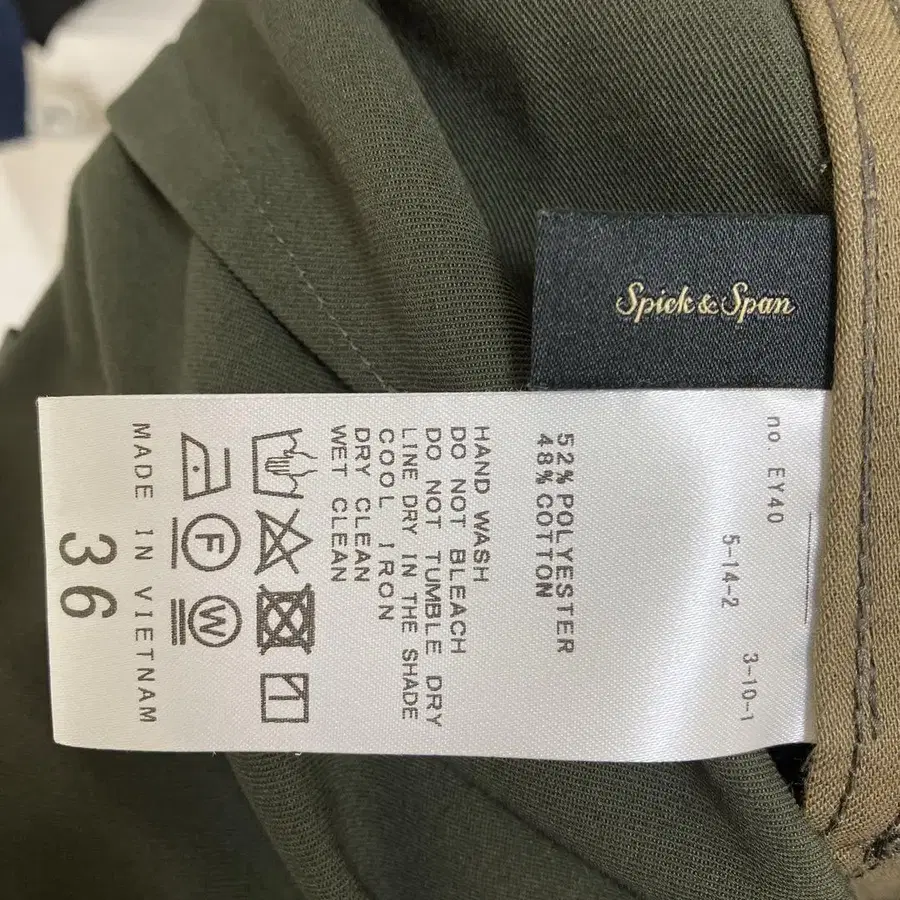 Spick & Span
no. EY40
5-14-2
3-10-1
52% POLYESTER
48% COTTON
HAND WASH
DO NOT BLEACH
DO NOT TUMBLE DRY
LINE DRY IN THE SHADE
COOL IRON
DRY CLEAN
WET CLEAN
F W
MADE IN VIETNAM
36